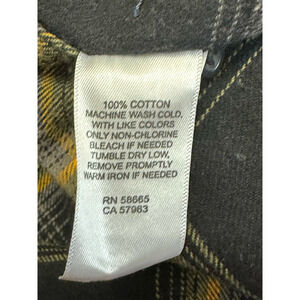 100% COTTON
MACHINE WASH COLD,
WITH LIKE COLORS
ONLY NON-CHLORINE
BLEACH IF NEEDED
TUMBLE DRY LOW,
REMOVE PROMPTLY
WARM IRON IF NEEDED
RN 58665
CA 57963